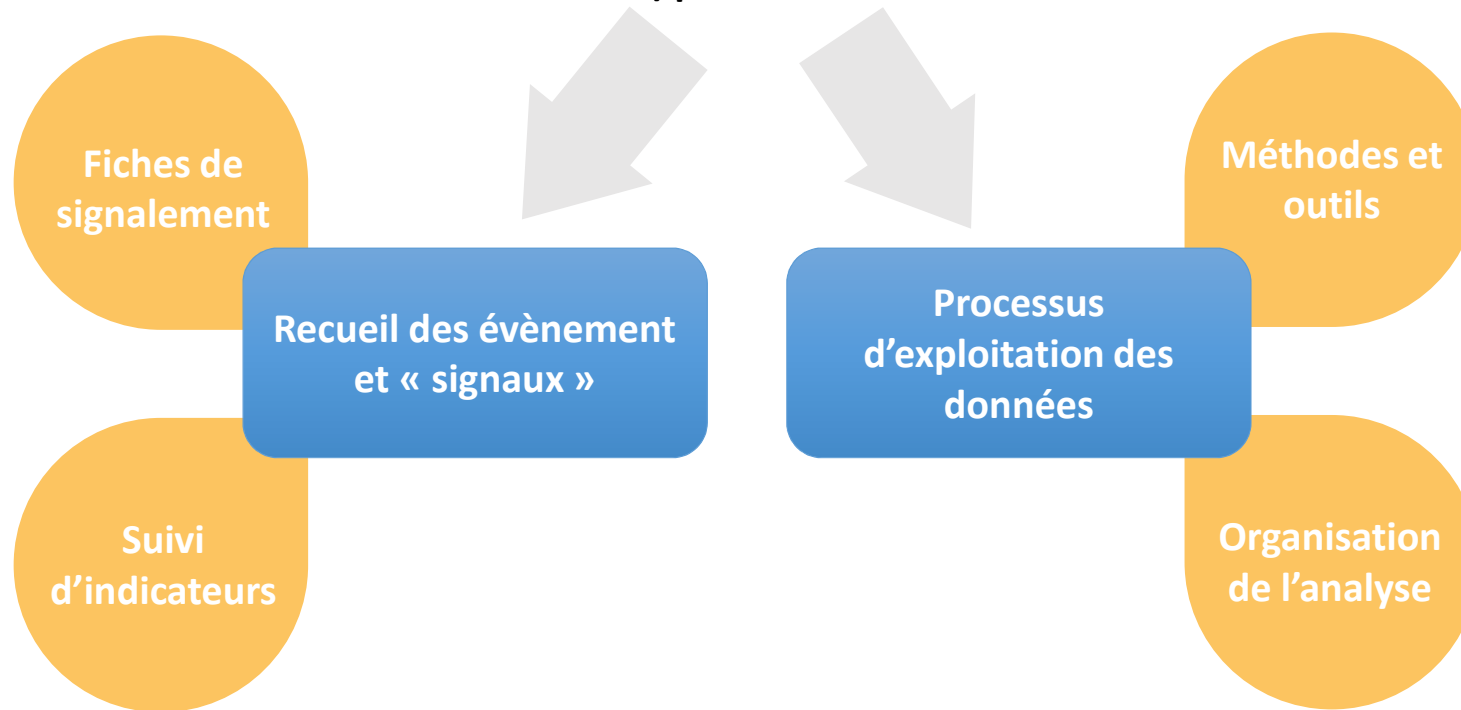 Fiches de
signalement
Recueil des évènement
et « signaux »
Suivi
d’indicateurs
Méthodes et
outils
Processus
d’exploitation des
données
Organisation
de l’analyse